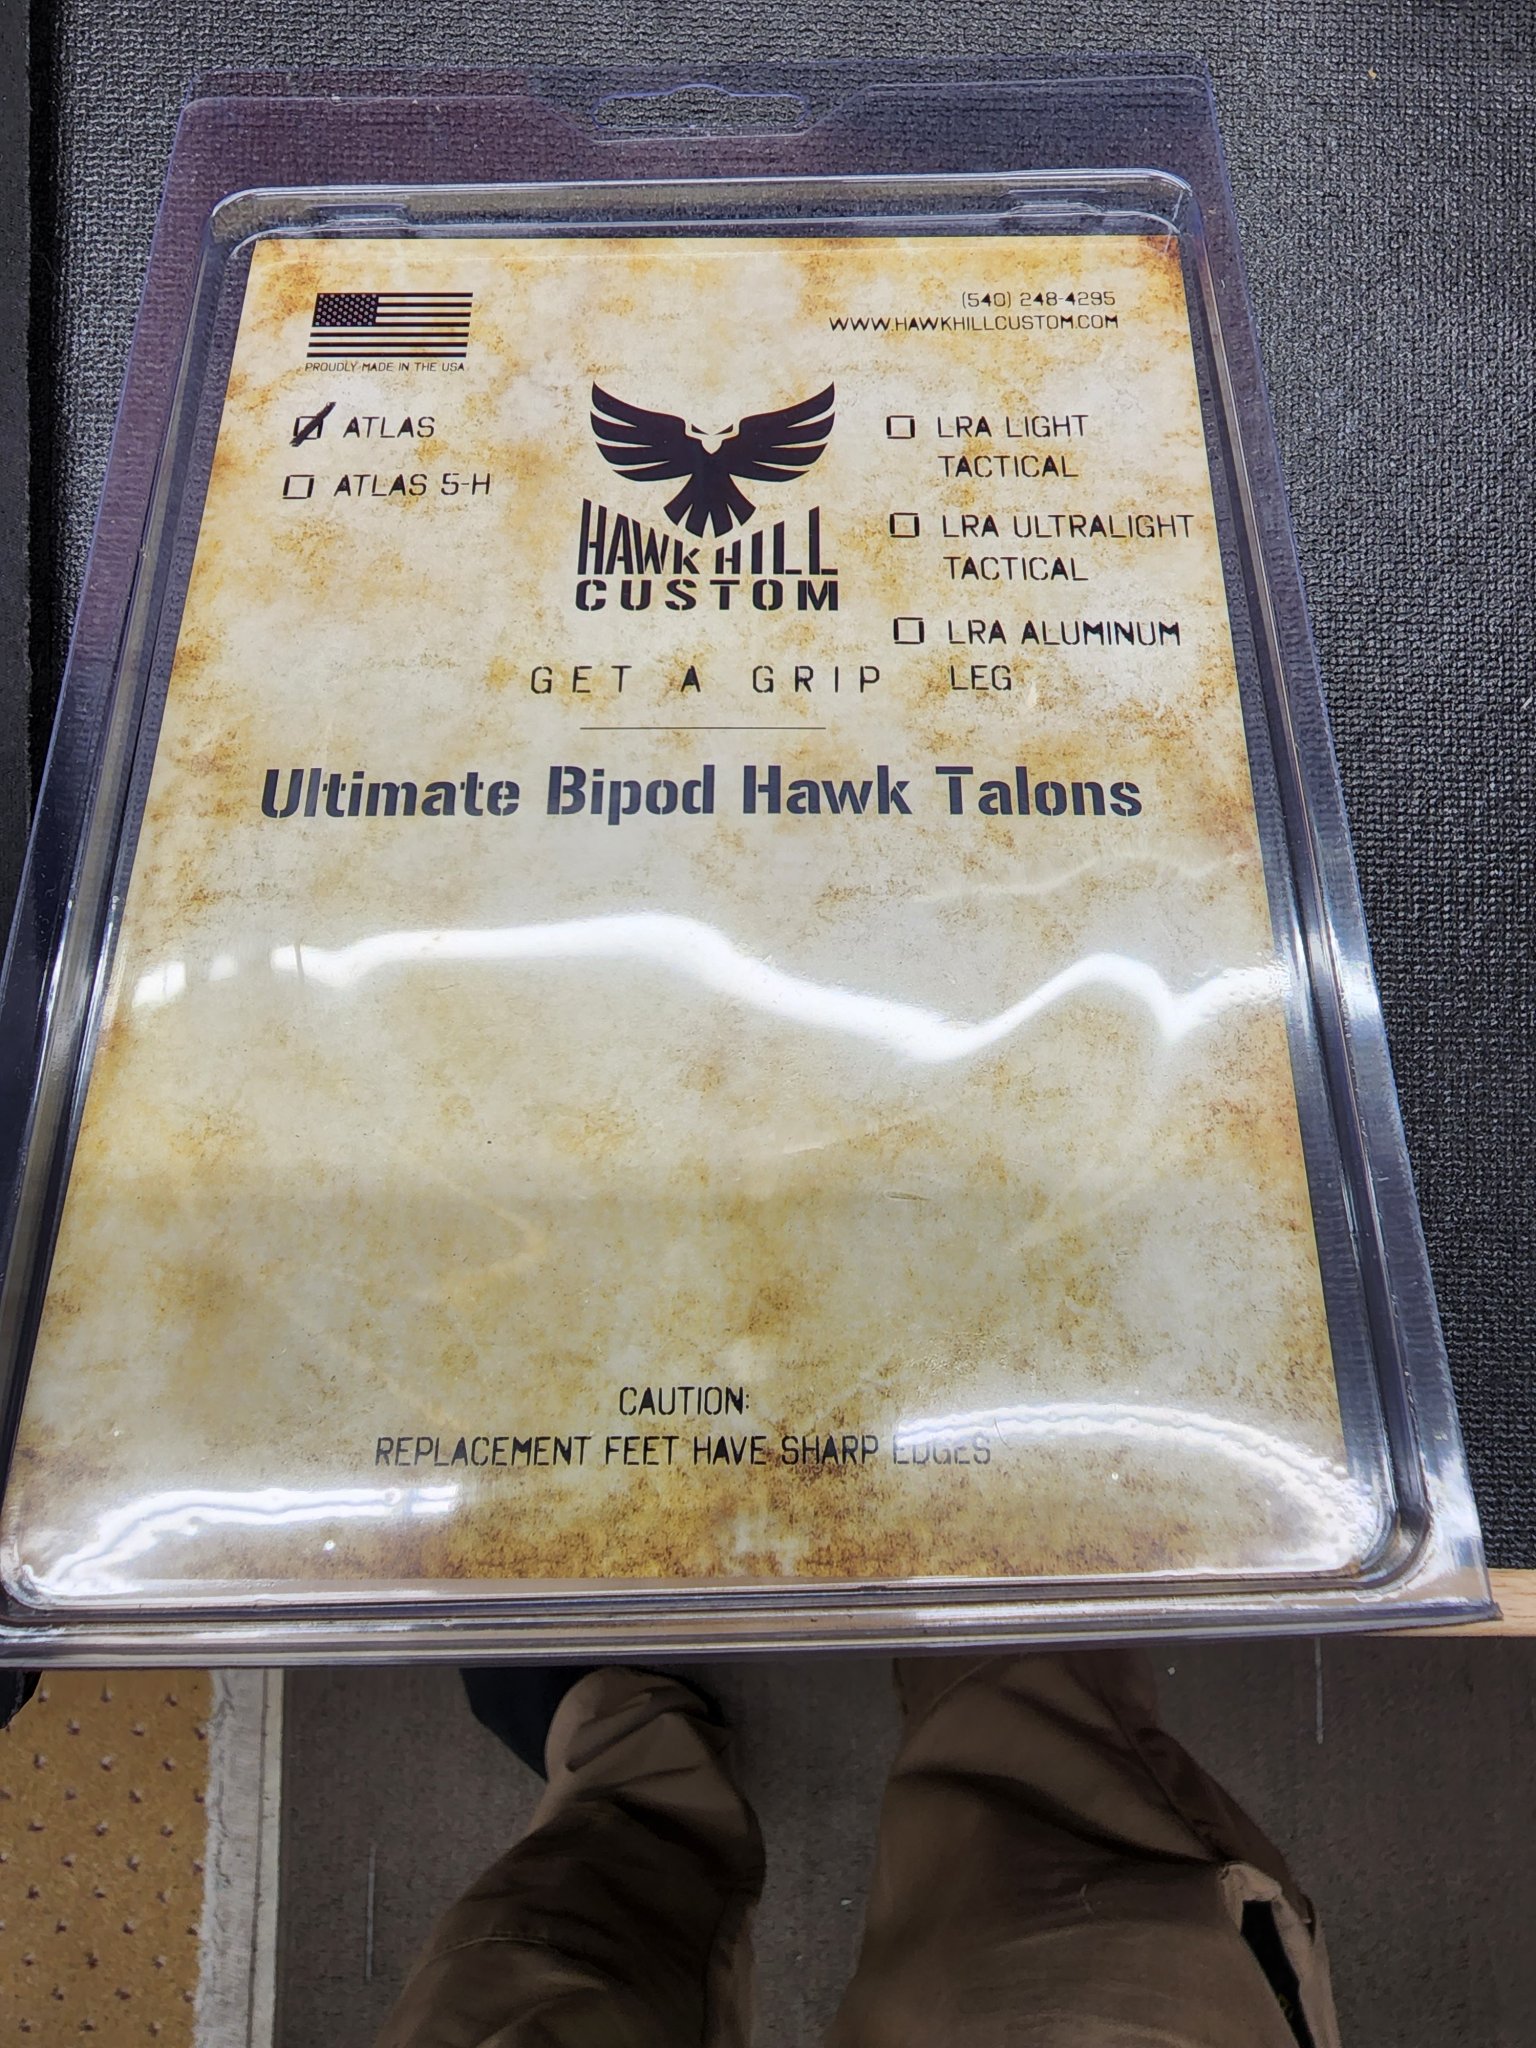 (540) 248-4295
WWW.HAWKHILLCUSTOM.COM
PROUDLY MADE IN THE USA
ATLAS
ATLAS 5-H
HAWK HILL
CUSTOM
LRA LIGHT
TACTICAL
LRA ULTRALIGHT
TACTICAL
LRA ALUMINUM
LEG
GET A GRIP
Ultimate Bipod Hawk Talons
CAUTION:
REPLACEMENT FEET HAVE SHARP EDGES